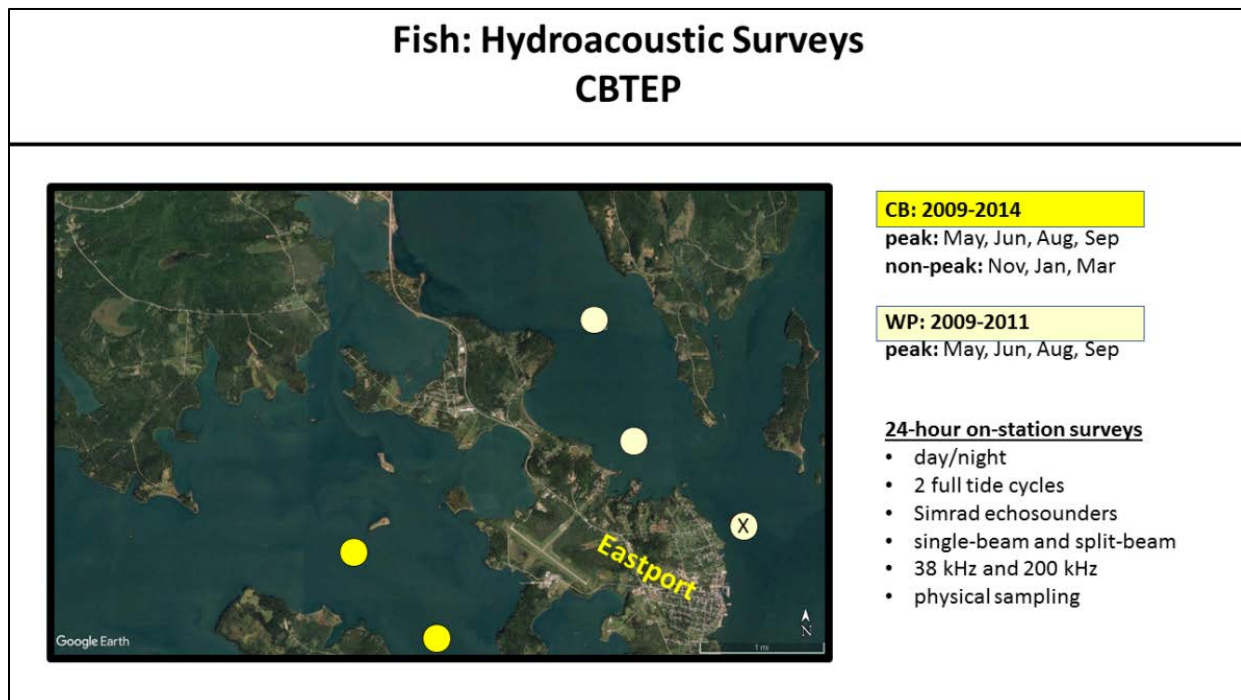 Fish: Hydroacoustic Surveys
CBTEP
X
Eastport
Google Earth
N
1 mi
CB: 2009-2014
peak: May, Jun, Aug, Sep
non-peak: Nov, Jan, Mar
WP: 2009-2011
peak: May, Jun, Aug, Sep
24-hour on-station surveys
• day/night
• 2 full tide cycles
• Simrad echosounders
• single-beam and split-beam
• 38 kHz and 200 kHz
• physical sampling